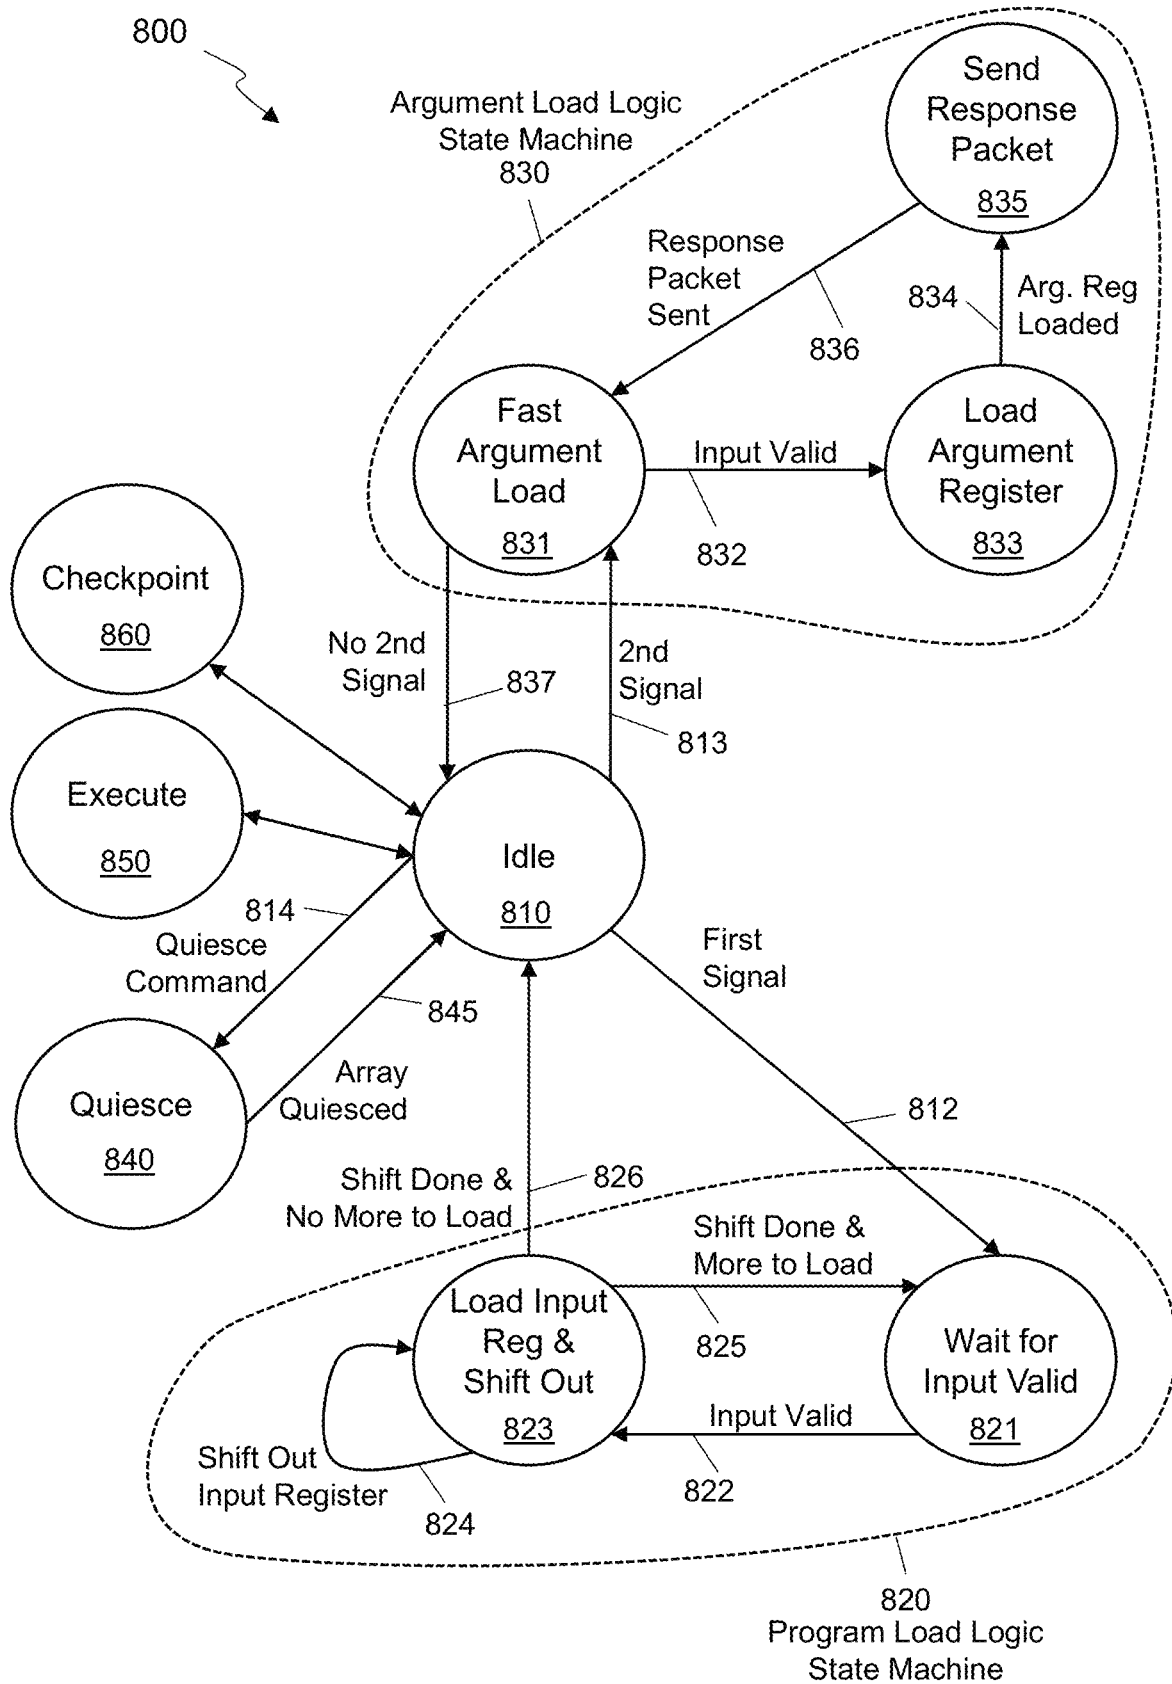 800
Argument Load Logic
State Machine
830
Send
Response
Packet
835
Response
Packet
Sent
836
834
Arg. Reg
Loaded
Fast
Argument
Load
831
Input Valid
832
Load
Argument
Register
833
Checkpoint
860
No 2nd
Signal
837
2nd
Signal
813
Execute
850
Idle
810
814
Quiesce
Command
845
First
Signal
Quiesce
840
Array
Quiesced
812
Shift Done &
No More to Load
826
Shift Done &
More to Load
825
Load Input
Reg &
Shift Out
823
Wait for
Input Valid
821
Input Valid
822
Shift Out
Input Register
824
820
Program Load Logic
State Machine